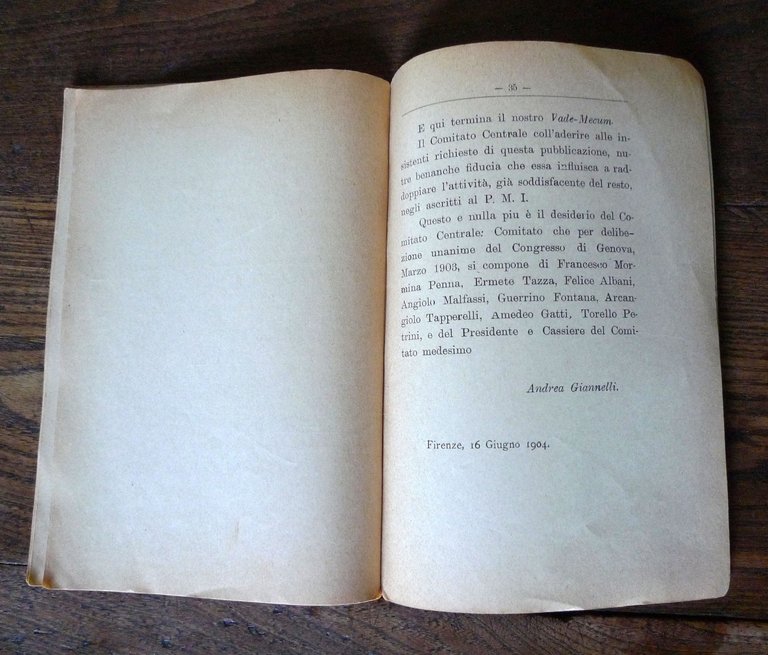 — 35 —
E qui termina il nostro Vade-Mecum.
Il Comitato Centrale coll'aderire alle in-
sistenti richieste di questa pubblicazione, nu-
tre benanche fiducia che essa influisca a rad-
doppiare l'attività, già soddisfacente del resto,
negli ascritti al P. M. I.
Questo e nulla piu è il desiderio del Co-
mitato Centrale: Comitato che per delibe-
razione unanime del Congresso di Genova,
Marzo 1903, si compone di Francesco Mor-
mina Penna, Ermete Tazza, Felice Albani,
Angiolo Malfassi, Guerrino Fontana, Arcan-
giolo Tapperelli, Amedeo Gatti, Torello Pe-
trini, e del Presidente e Cassiere del Comi-
tato medesimo
Andrea Giannelli.
Firenze, 16 Giugno 1904.